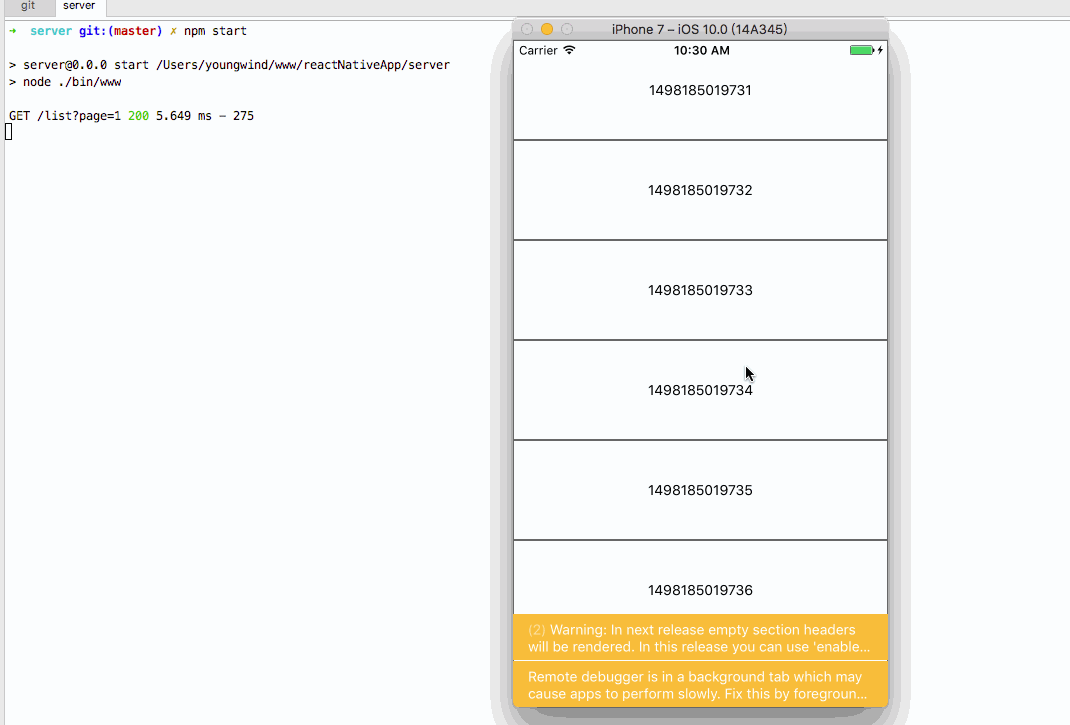 git server
→ server git:(master) ✗ npm start
> server@0.0.0 start /Users/youngwind/www/reactNativeApp/server
> node ./bin/www
GET /list?page=1 200 5.649 ms - 275
iPhone 7 – iOS 10.0 (14A345)
Carrier 10:30 AM
1498185019731
1498185019732
1498185019733
1498185019734
1498185019735
1498185019736
(2) Warning: In next release empty section headers
will be rendered. In this release you can use 'enable...
Remote debugger is in a background tab which may
cause apps to perform slowly. Fix this by foregroun...